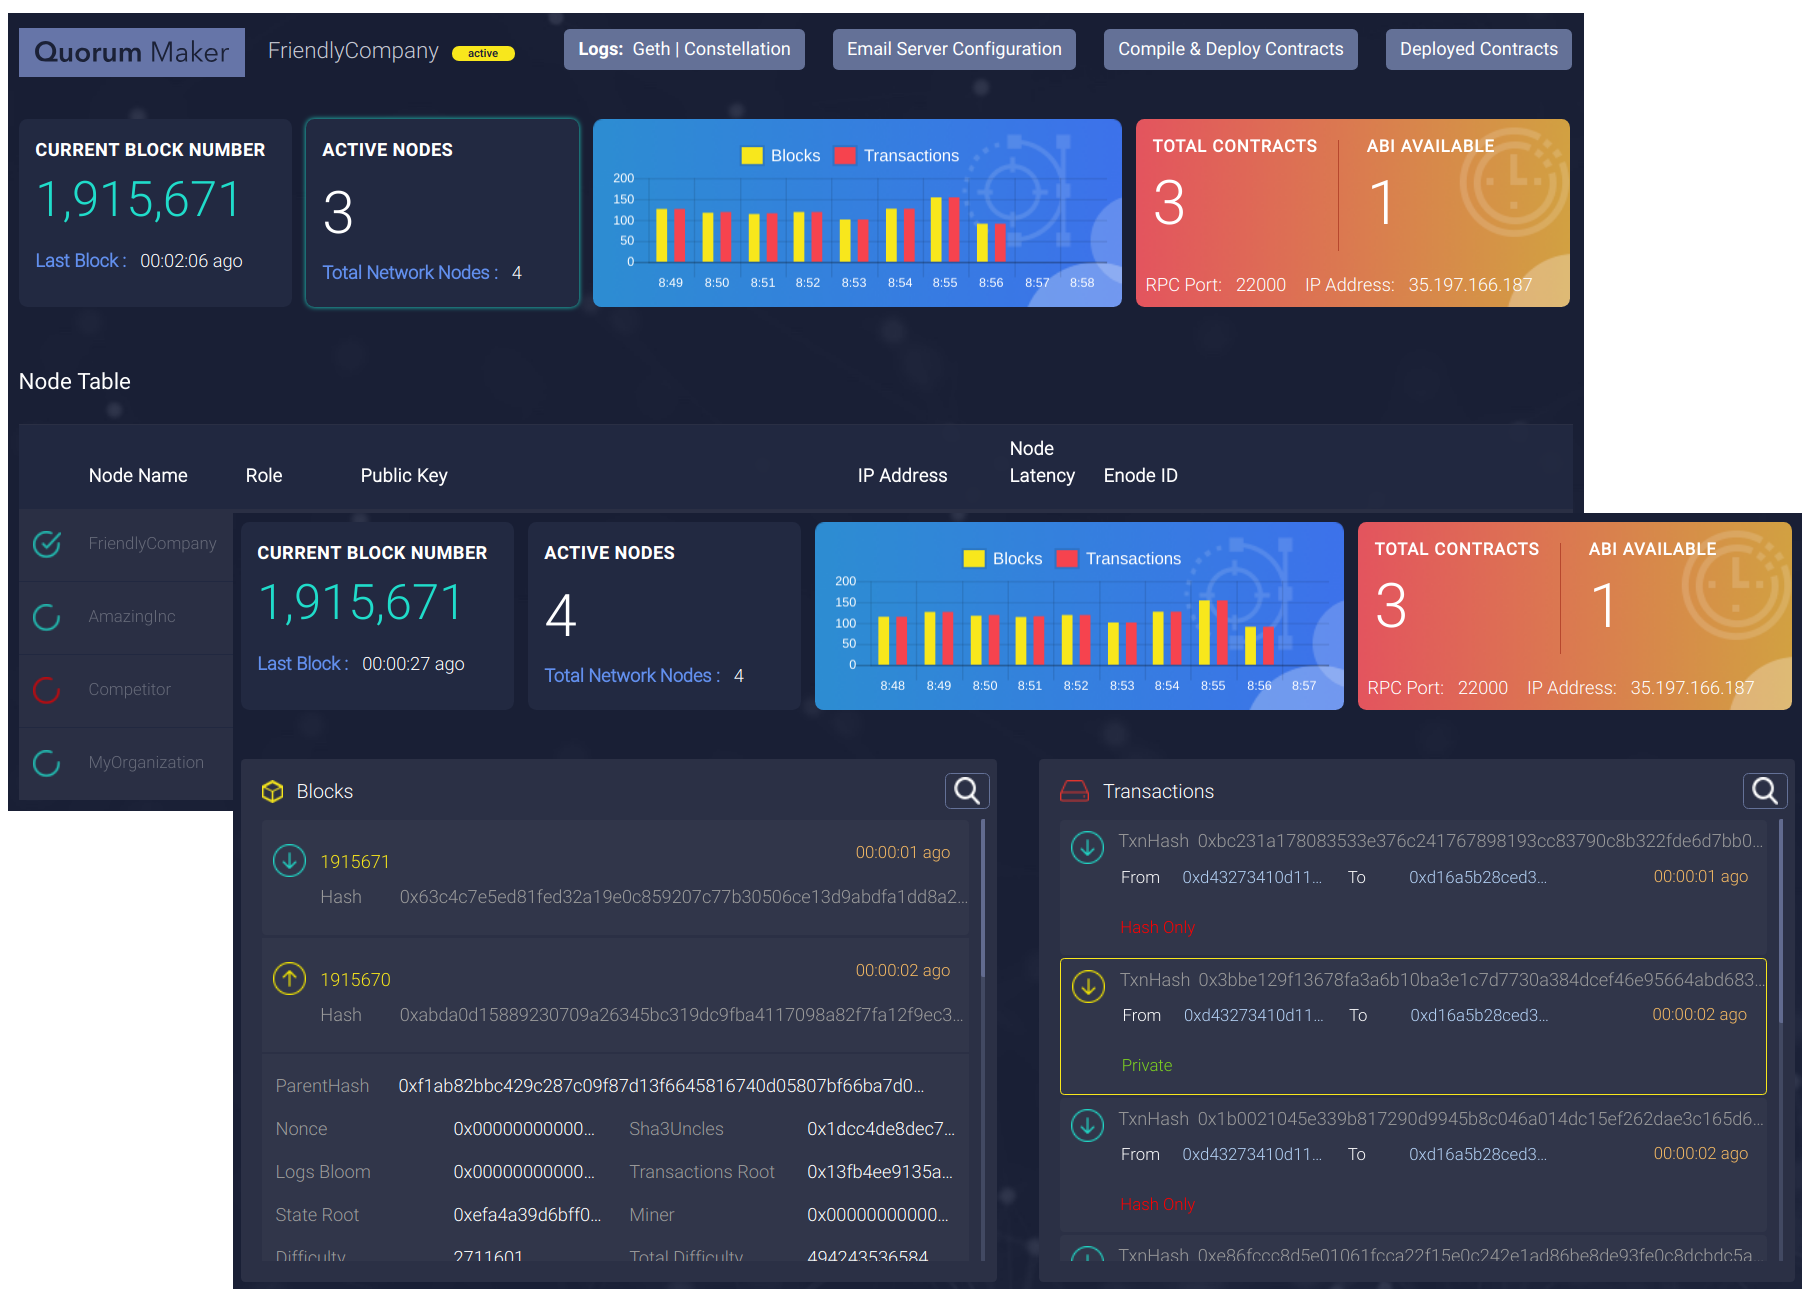 Quorum Maker
FriendlyCompany active
Logs: Geth | Constellation
Email Server Configuration
Compile & Deploy Contracts
Deployed Contracts
CURRENT BLOCK NUMBER
1,915,671
Last Block : 00:02:06 ago
ACTIVE NODES
3
Total Network Nodes : 4
Blocks Transactions
200
150
100
50
0
8:49 8:50 8:51 8:52 8:53 8:54 8:55 8:56 8:57 8:58
TOTAL CONTRACTS ABI AVAILABLE
3 1
RPC Port: 22000 IP Address: 35.197.166.187
Node Table
Node Name Role Public Key IP Address Node Latency Enode ID
FriendlyCompany
AmazingInc
Competitor
MyOrganization
CURRENT BLOCK NUMBER
1,915,671
Last Block : 00:00:27 ago
ACTIVE NODES
4
Total Network Nodes : 4
Blocks Transactions
200
150
100
50
0
8:48 8:49 8:50 8:51 8:52 8:53 8:54 8:55 8:56 8:57
TOTAL CONTRACTS ABI AVAILABLE
3 1
RPC Port: 22000 IP Address: 35.197.166.187
Blocks
1915671 00:00:01 ago
Hash 0x63c4c7e5ed81fed32a19e0c859207c77b30506ce13d9abdfa1dd8a2...
1915670 00:00:02 ago
Hash 0xabda0d15889230709a26345bc319dc9fba4117098a82f7fa12f9ec3...
ParentHash 0xf1ab82bbc429c287c09f87d13f6645816740d05807bf66ba7d0...
Nonce 0x00000000000... Sha3Uncles 0x1dcc4de8dec7...
Logs Bloom 0x00000000000... Transactions Root 0x13fb4ee9135a...
State Root 0xefa4a39d6bff0... Miner 0x00000000000...
Difficulty 2711601 Total Difficulty 494243536584
Transactions
TxnHash 0xbc231a178083533e376c241767898193cc83790c8b322fde6d7bb0...
From 0xd43273410d11... To 0xd16a5b28ced3... 00:00:01 ago
Hash Only
TxnHash 0x3bbe129f13678fa3a6b10ba3e1c7d7730a384dcef46e95664abd683...
From 0xd43273410d11... To 0xd16a5b28ced3... 00:00:02 ago
Private
TxnHash 0x1b0021045e339b817290d9945b8c046a014dc15ef262dae3c165d6...
From 0xd43273410d11... To 0xd16a5b28ced3... 00:00:02 ago
Hash Only
TxnHash 0xe86fccc8d5e01061fcca22f15e0c242e1ad86be8de93fe0c8dcbdc5a...